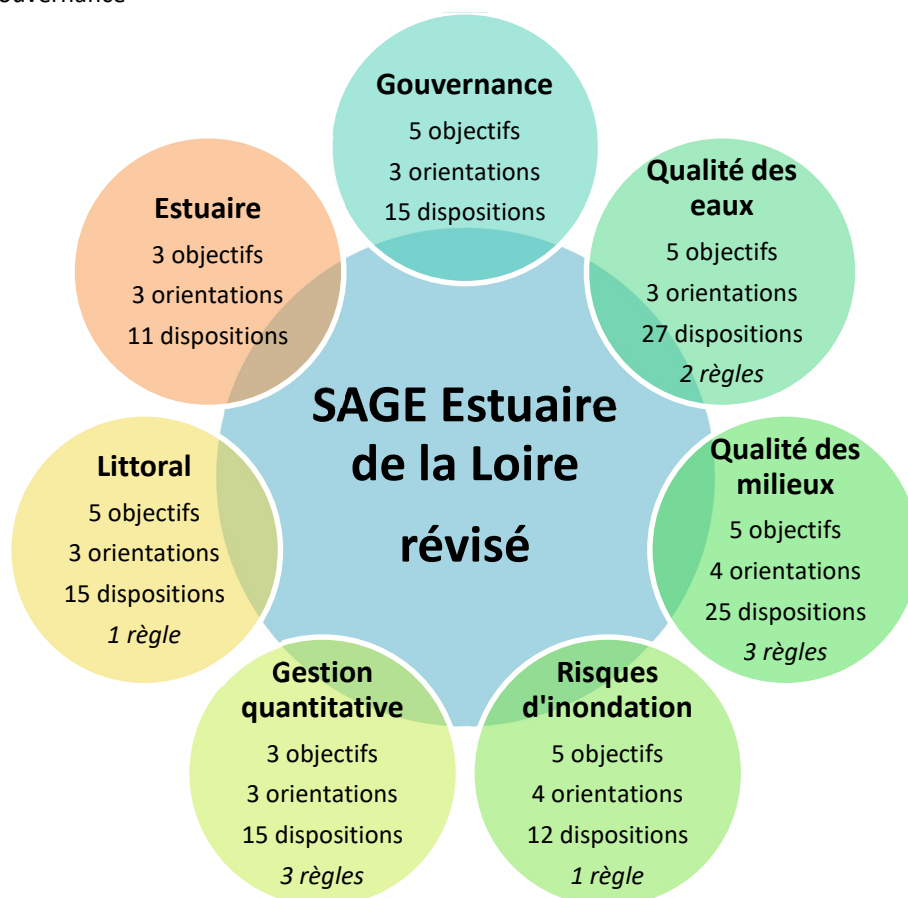 Gouvernance
5 objectifs
3 orientations
15 dispositions
Qualité des
eaux
5 objectifs
3 orientations
27 dispositions
2 règles
Qualité des
milieux
5 objectifs
4 orientations
25 dispositions
3 règles
Risques
d'inondation
5 objectifs
4 orientations
12 dispositions
1 règle
Gestion
quantitative
3 objectifs
3 orientations
15 dispositions
3 règles
Littoral
5 objectifs
3 orientations
15 dispositions
1 règle
Estuaire
3 objectifs
3 orientations
11 dispositions
SAGE Estuaire
de la Loire
révisé